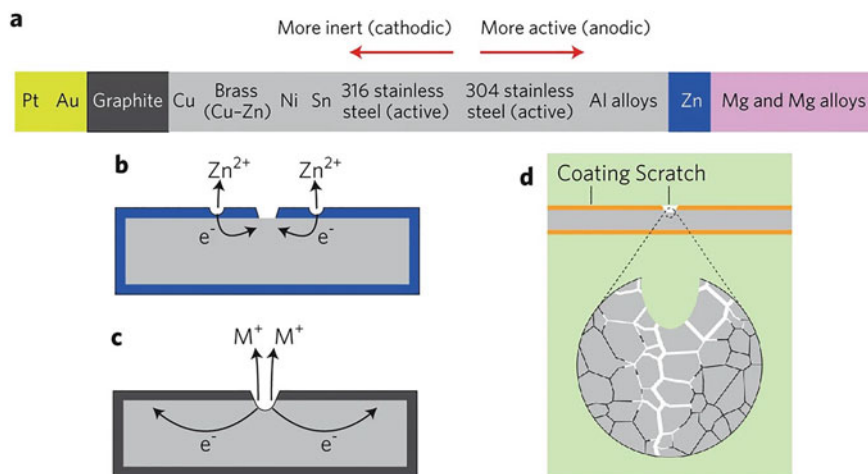 a
More inert (cathodic)
More active (anodic)
Pt
Au
Graphite
Cu
Brass
(Cu–Zn)
Ni
Sn
316 stainless
steel (active)
304 stainless
steel (active)
Al alloys
Zn
Mg and Mg alloys
b
Zn²⁺
Zn²⁺
e⁻
e⁻
c
M⁺
M⁺
e⁻
e⁻
d
Coating Scratch